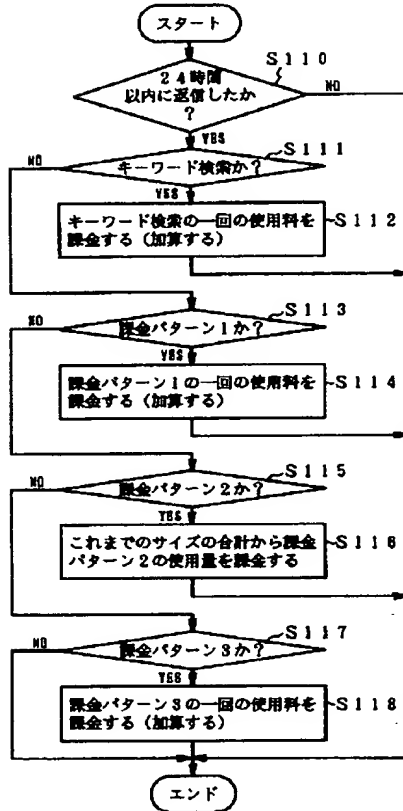 スタート
S110
24時間
以内に返信したか
?
NO
YES
S111
キーワード検索か?
NO
YES
キーワード検索の一回の使用料を
課金する(加算する)
S112
S113
課金パターン1か?
NO
YES
課金パターン1の一回の使用料を
課金する(加算する)
S114
S115
課金パターン2か?
NO
YES
これまでのサイズの合計から課金
パターン2の使用量を課金する
S116
S117
課金パターン3か?
NO
YES
課金パターン3の一回の使用料を
課金する(加算する)
S118
エンド